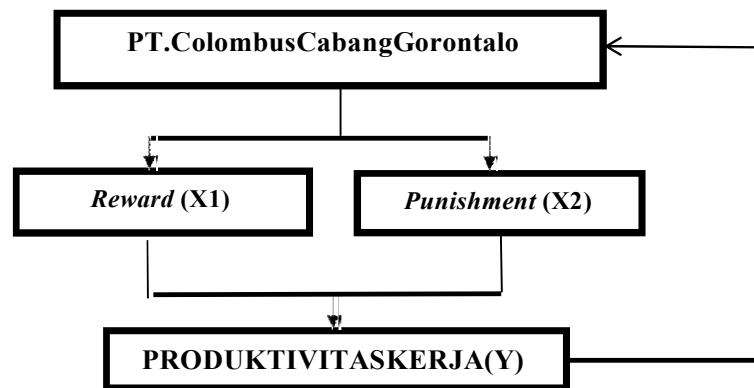 PT.ColombusCabangGorontalo
Reward (X1)
Punishment (X2)
PRODUKTIVITASKERJA(Y)